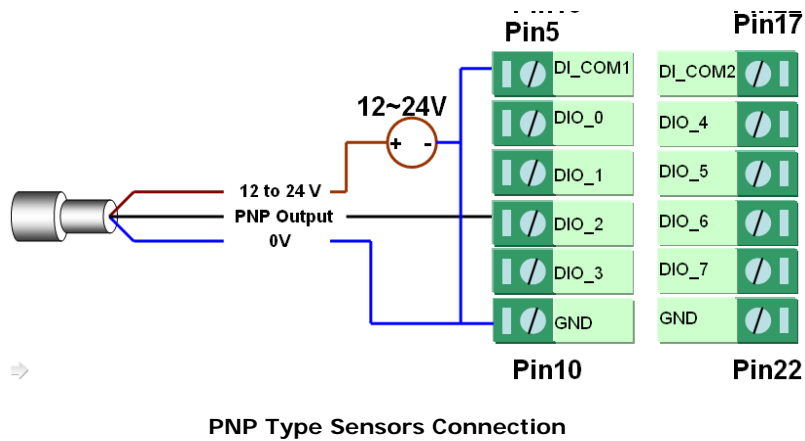 Pin5
Pin17
DI_COM1
DI_COM2
12~24V
DIO_0
DIO_4
+ -
DIO_1
DIO_5
12 to 24 V
PNP Output
DIO_2
DIO_6
0V
DIO_3
DIO_7
GND
GND
Pin10
Pin22
PNP Type Sensors Connection